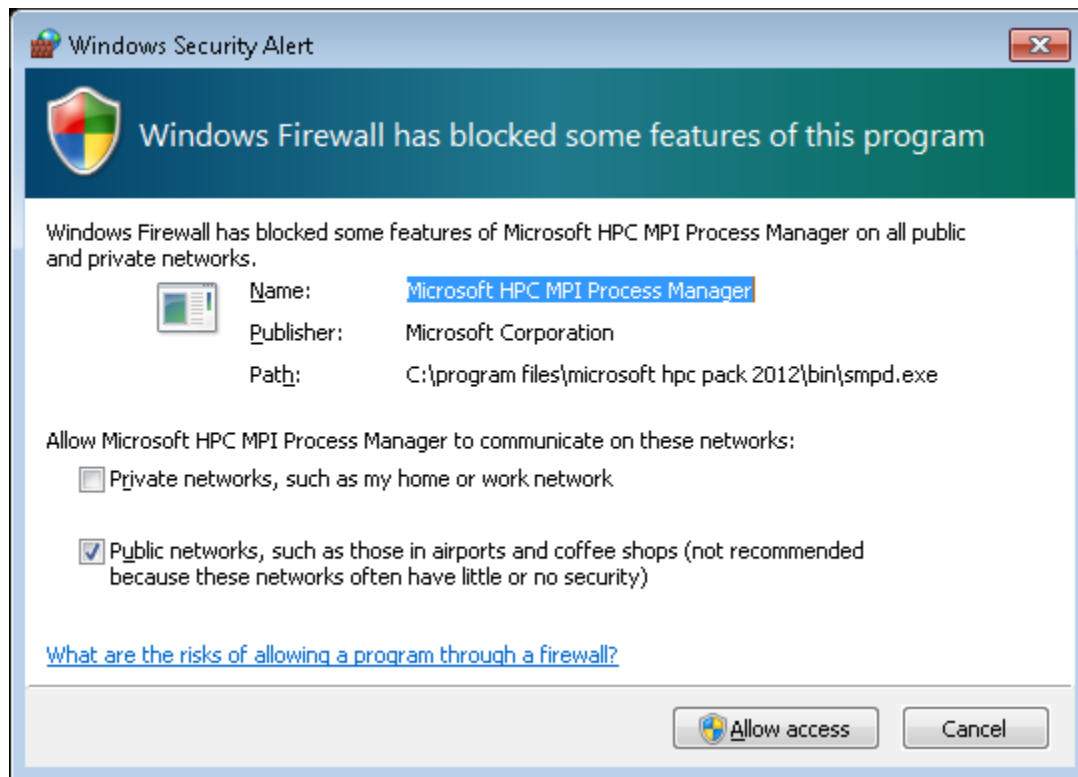 Windows Security Alert
Windows Firewall has blocked some features of this program
Windows Firewall has blocked some features of Microsoft HPC MPI Process Manager on all public
and private networks.
Name: Microsoft HPC MPI Process Manager
Publisher: Microsoft Corporation
Path: C:\program files\microsoft hpc pack 2012\bin\smpd.exe
Allow Microsoft HPC MPI Process Manager to communicate on these networks:
Private networks, such as my home or work network
Public networks, such as those in airports and coffee shops (not recommended
because these networks often have little or no security)
What are the risks of allowing a program through a firewall?
Allow access Cancel